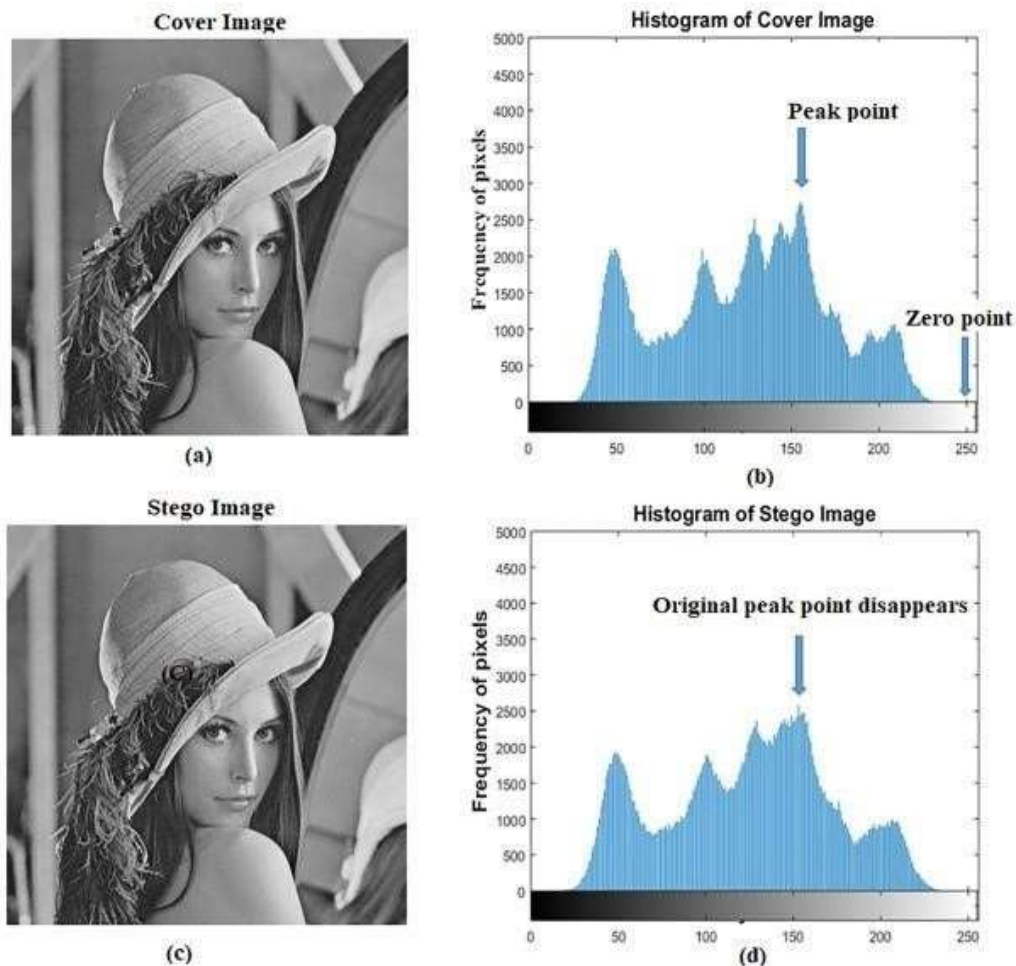 Cover Image
Histogram of Cover Image
5000
4500
4000
3500
3000
2500
2000
1500
1000
500
0
Frequency of pixels
Peak point
Zero point
0 50 100 150 200 250
(a)
(b)
Stego Image
Histogram of Stego Image
5000
4500
4000
3500
3000
2500
2000
1500
1000
500
0
Frequency of pixels
Original peak point disappears
(C)
0 50 100 150 200 250
(c)
(d)